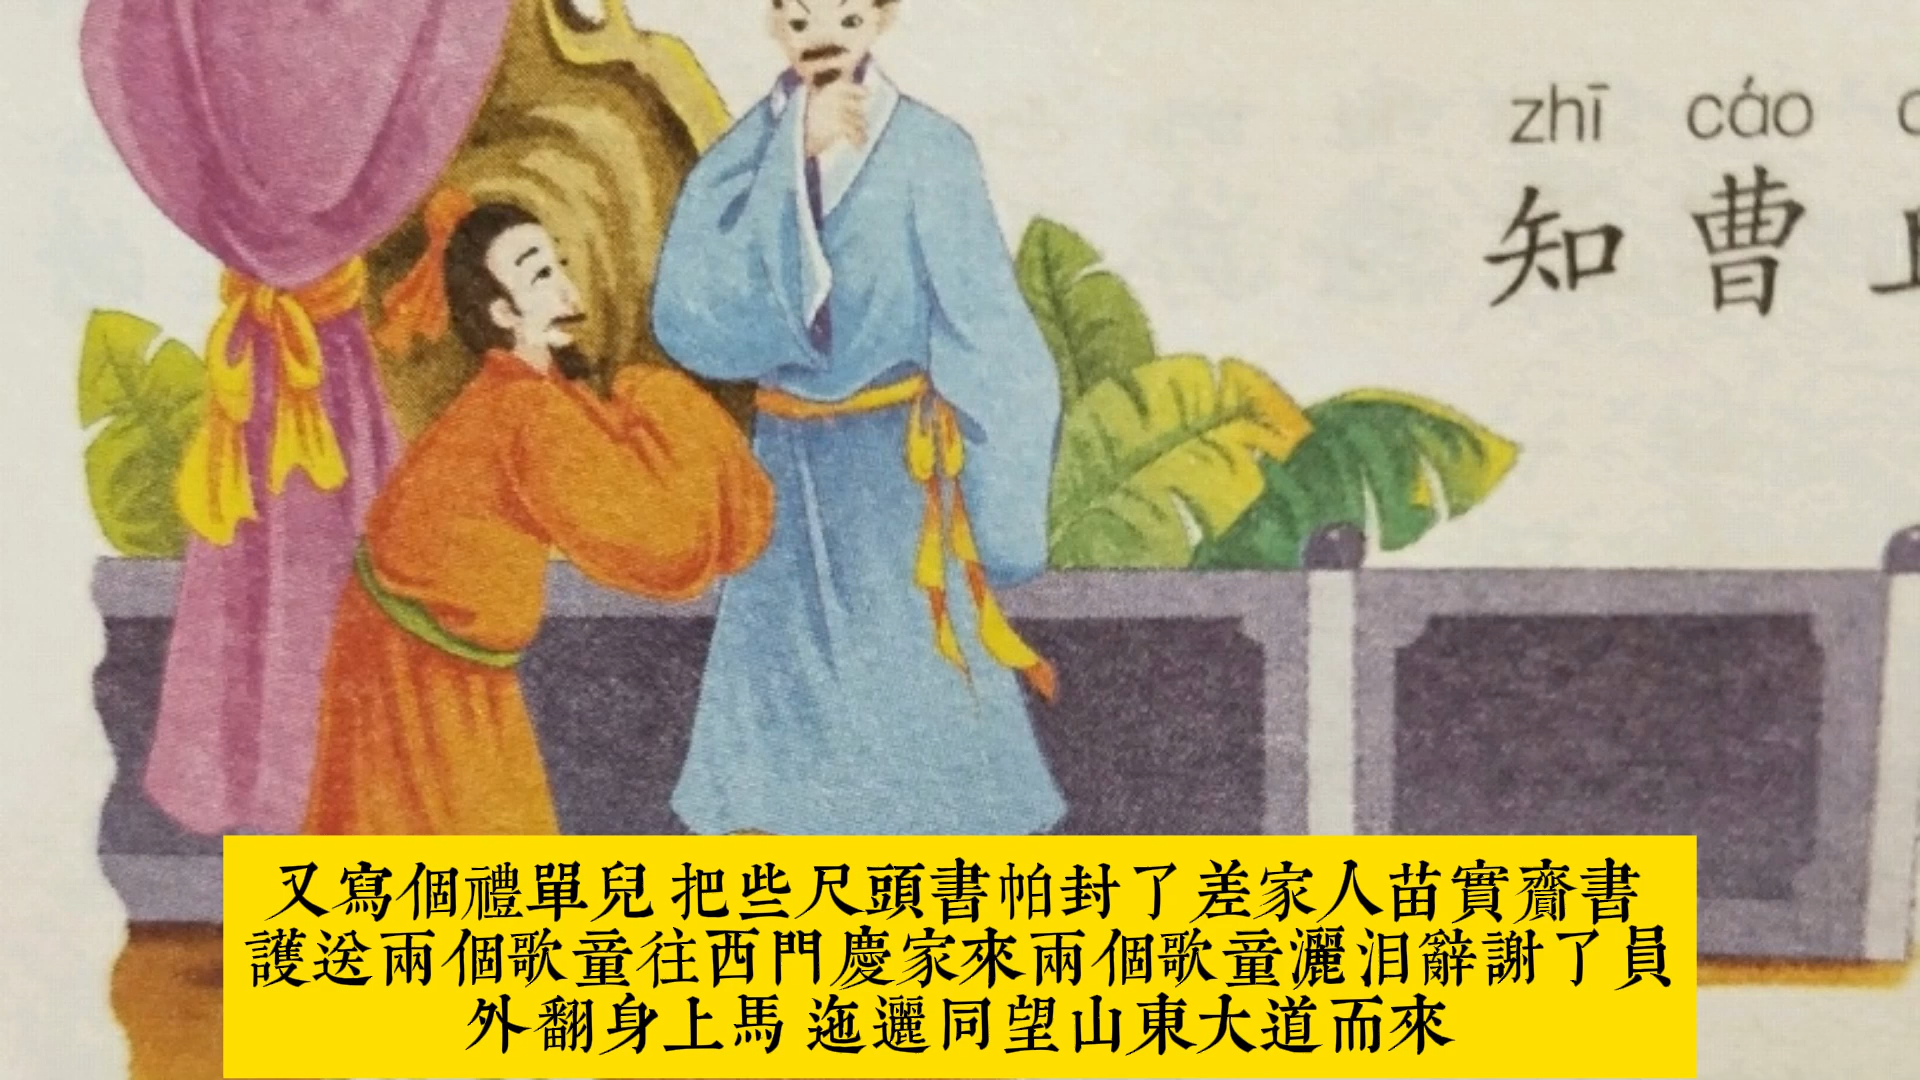 zhī cáo
知曹
又寫個禮單兒 把些尺頭書帕封了差家人苗實齎書
護送兩個歌童往西門慶家來兩個歌童灑泪辭謝了員
外翻身上馬 迤邐同望山東大道而來